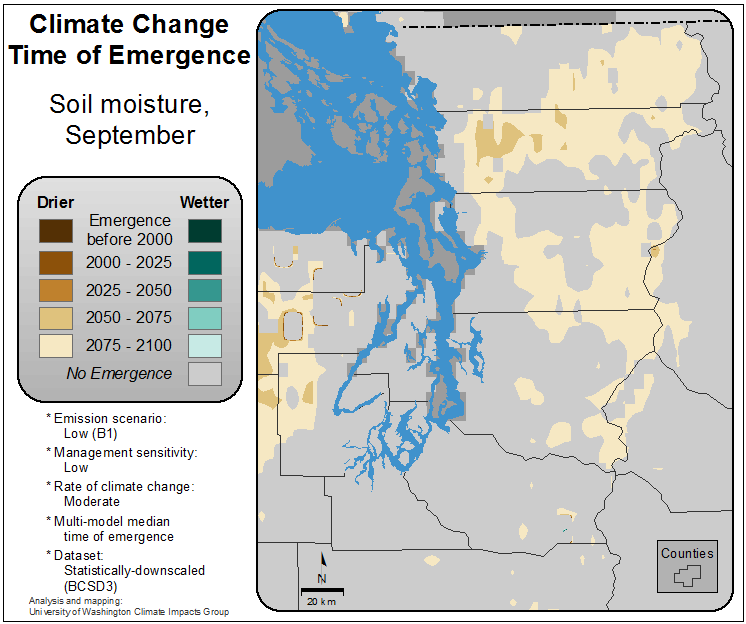 Climate Change
Time of Emergence
Soil moisture,
September
Drier
Wetter
Emergence
before 2000
2000 - 2025
2025 - 2050
2050 - 2075
2075 - 2100
No Emergence
* Emission scenario:
Low (B1)
* Management sensitivity:
Low
* Rate of climate change:
Moderate
* Multi-model median
time of emergence
* Dataset:
Statistically-downscaled
(BCSD3)
Analysis and mapping:
University of Washington Climate Impacts Group
N
20 km
Counties